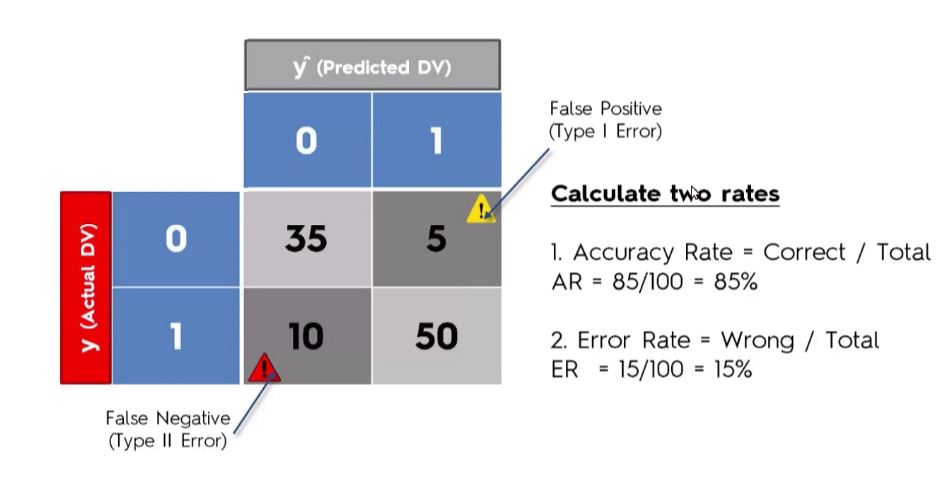 ŷ (Predicted DV)
0 1
False Positive
(Type I Error)
Calculate two rates
y (Actual DV)
0 35 5
1. Accuracy Rate = Correct / Total
AR = 85/100 = 85%
1 10 50
2. Error Rate = Wrong / Total
ER = 15/100 = 15%
False Negative
(Type II Error)